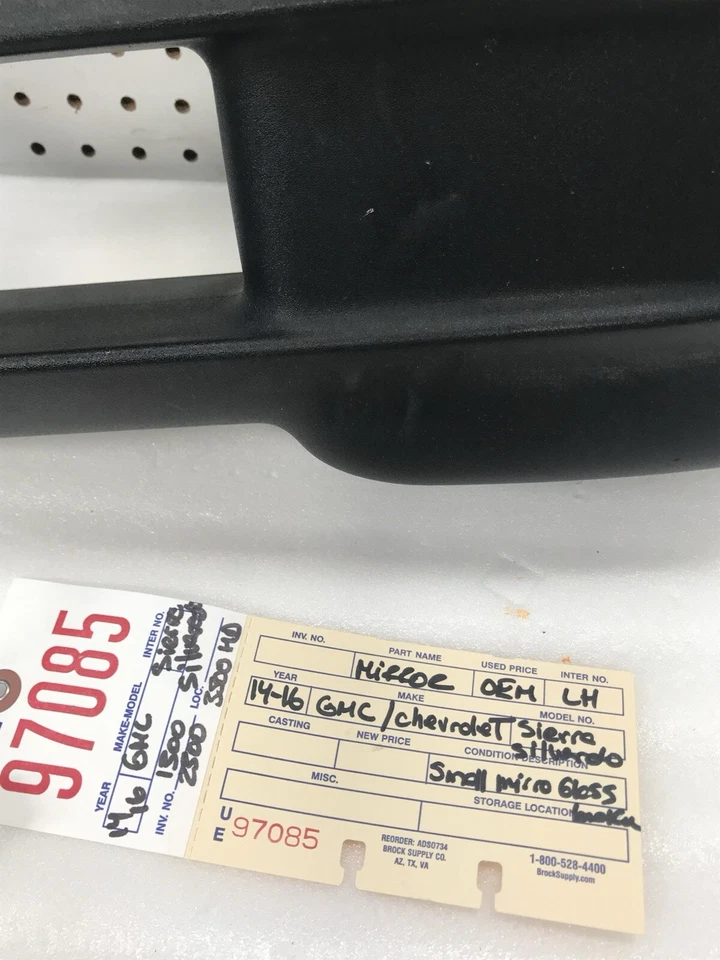 97085
YEAR MAKE-MODEL INTER NO.
14-16 GMC Sierra
Silverado
INV. NO. LOC.
1500
2500 3500 HD
INV. NO. PART NAME USED PRICE INTER NO.
Mirror OEM LH
YEAR MAKE MODEL NO.
14-16 GMC/Chevrolet Sierra
Silverado
CASTING NEW PRICE CONDITION/DESCRIPTION
Small mirro Glass
MISC. STORAGE LOCATION
U
E 97085
REORDER: ADS0734
BROCK SUPPLY CO.
AZ, TX, VA
1-800-528-4400
BrockSupply.com